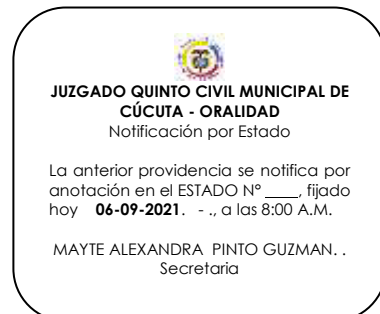 JUZGADO QUINTO CIVIL MUNICIPAL DE
CÚCUTA - ORALIDAD
Notificación por Estado
La anterior providencia se notifica por
anotación en el ESTADO N° ____, fijado
hoy 06-09-2021. - ., a las 8:00 A.M.
MAYTE ALEXANDRA PINTO GUZMAN. .
Secretaria